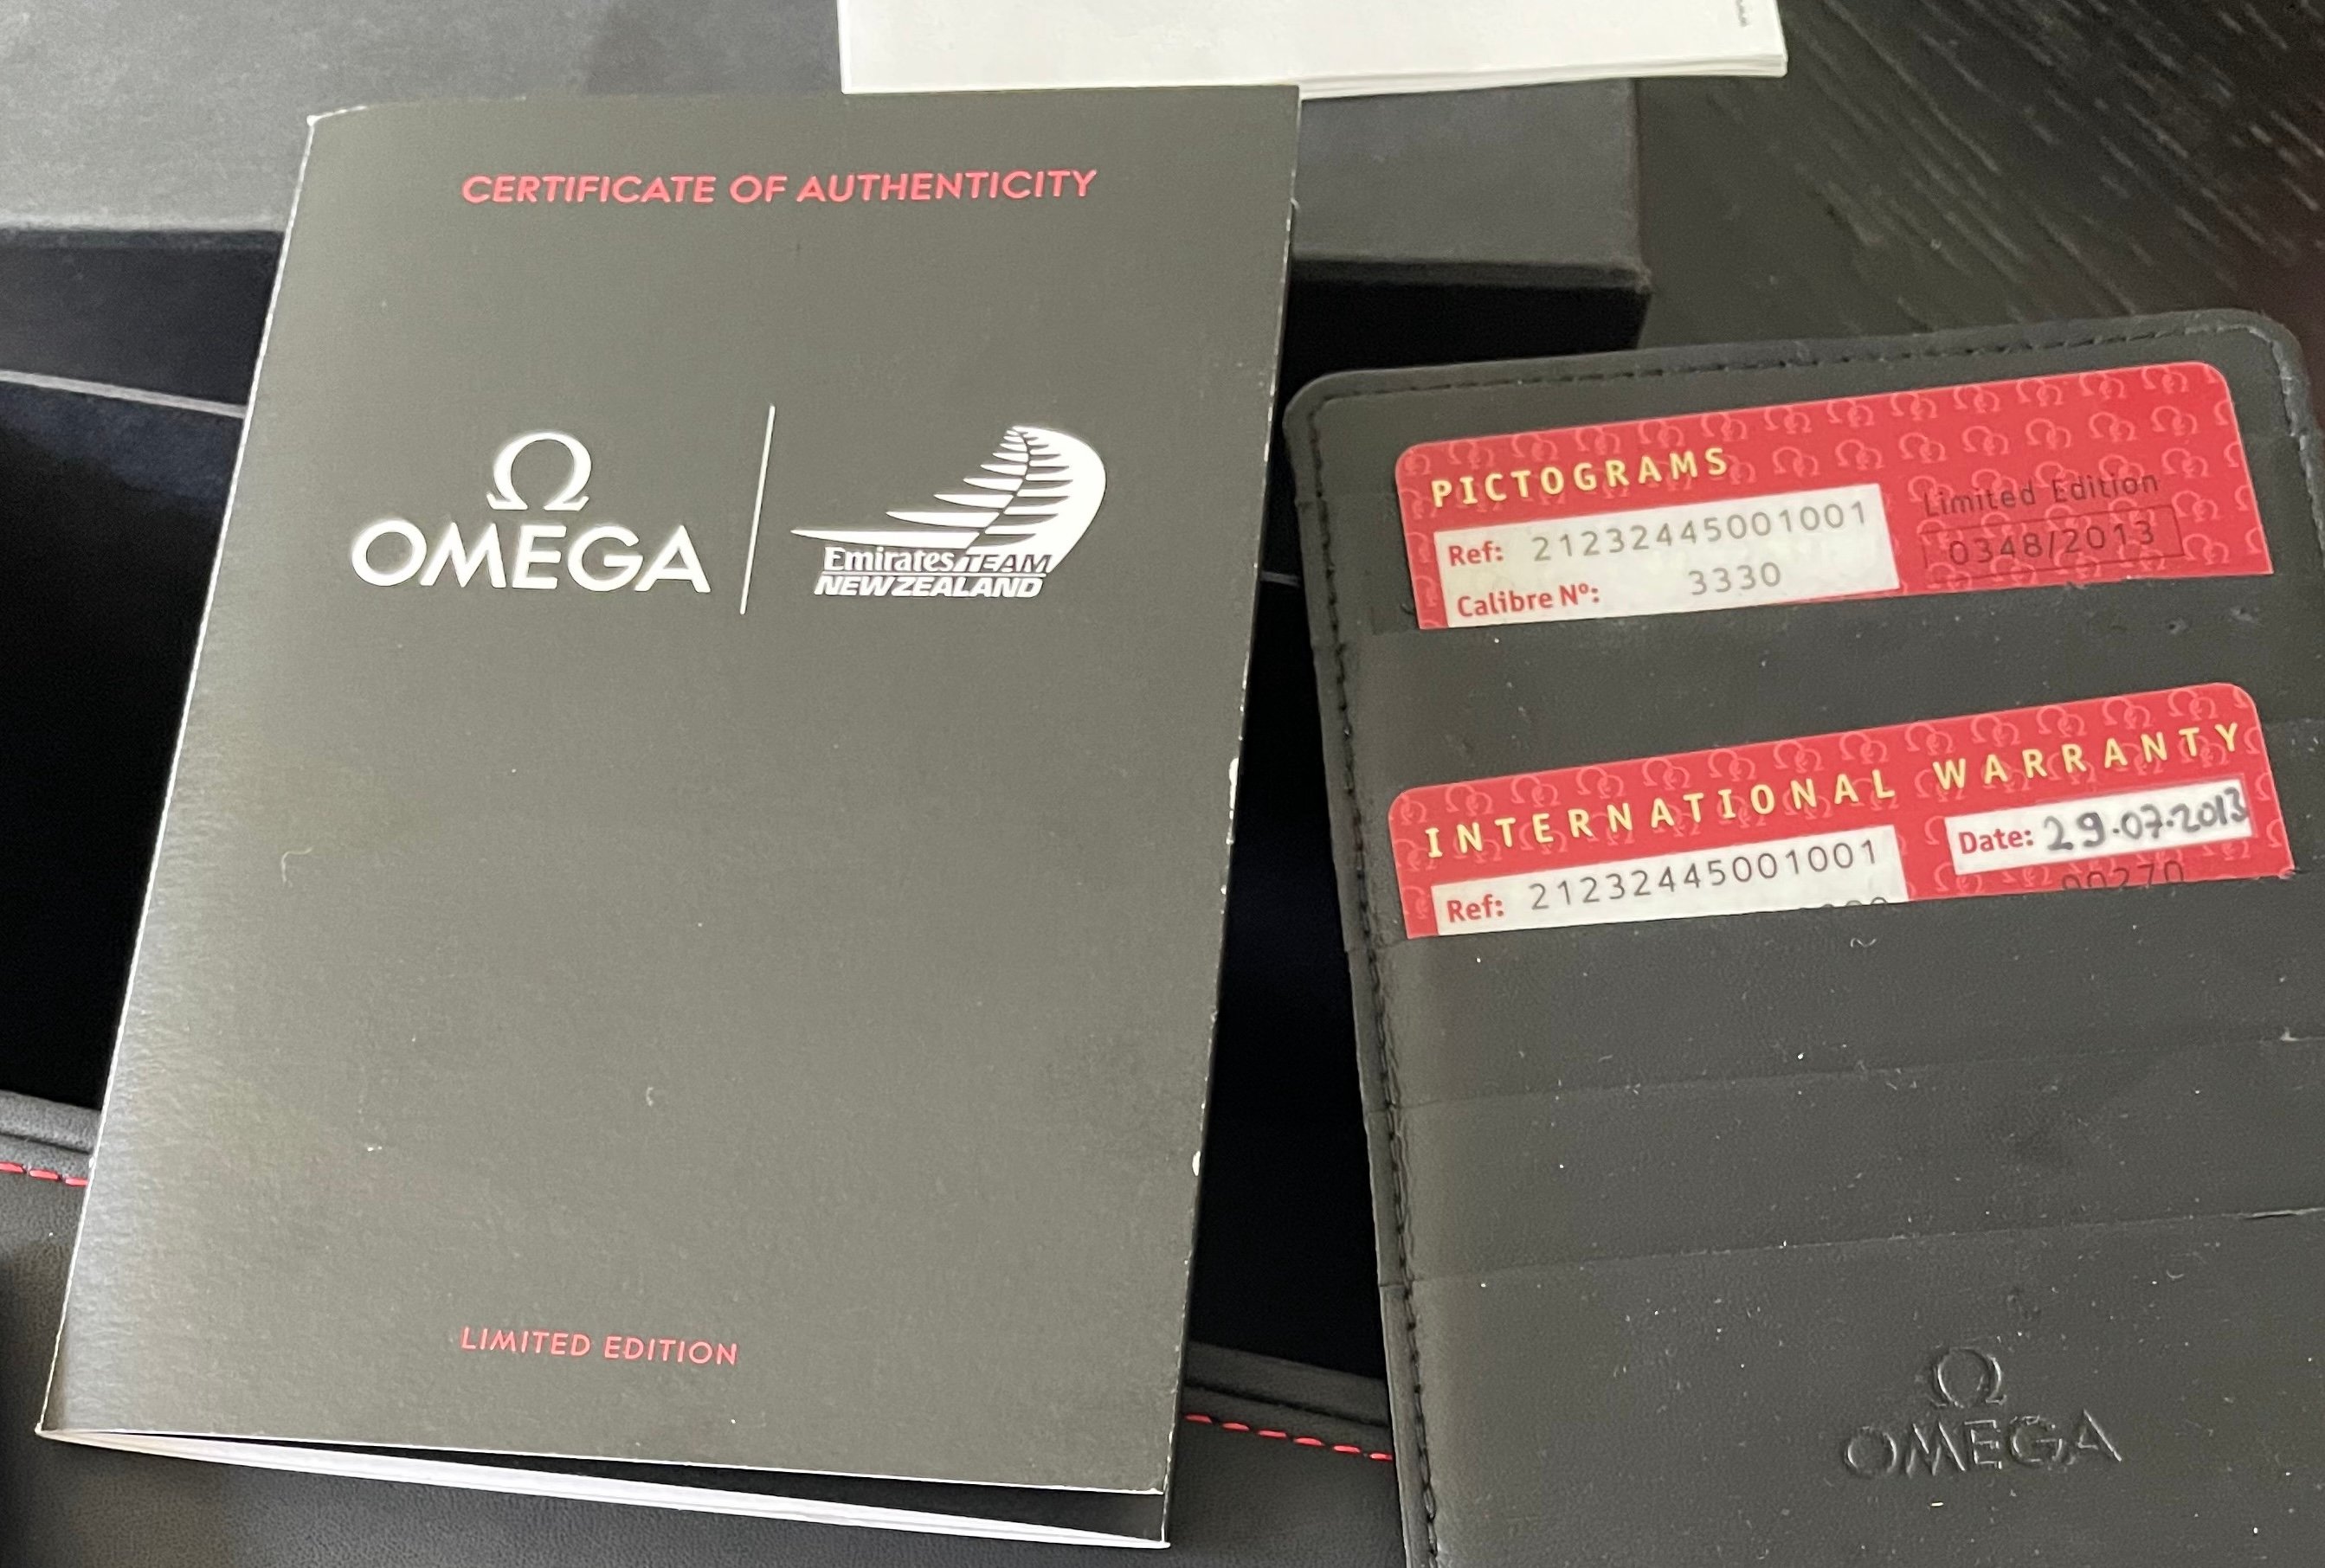 CERTIFICATE OF AUTHENTICITY
Ω
OMEGA
Emirates TEAM
NEW ZEALAND
LIMITED EDITION
PICTOGRAMS
Ref: 21232445001001
Calibre Nº: 3330
Limited Edition
0348/2013
INTERNATIONAL WARRANTY
Date: 29.07.2013
Ref: 21232445001001
00270
Ω
OMEGA